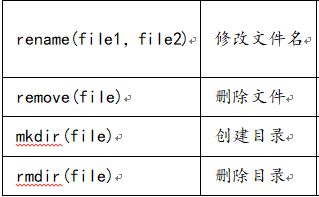 rename(file1, file2) 修改文件名
remove(file) 删除文件
mkdir(file) 创建目录
rmdir(file) 删除目录